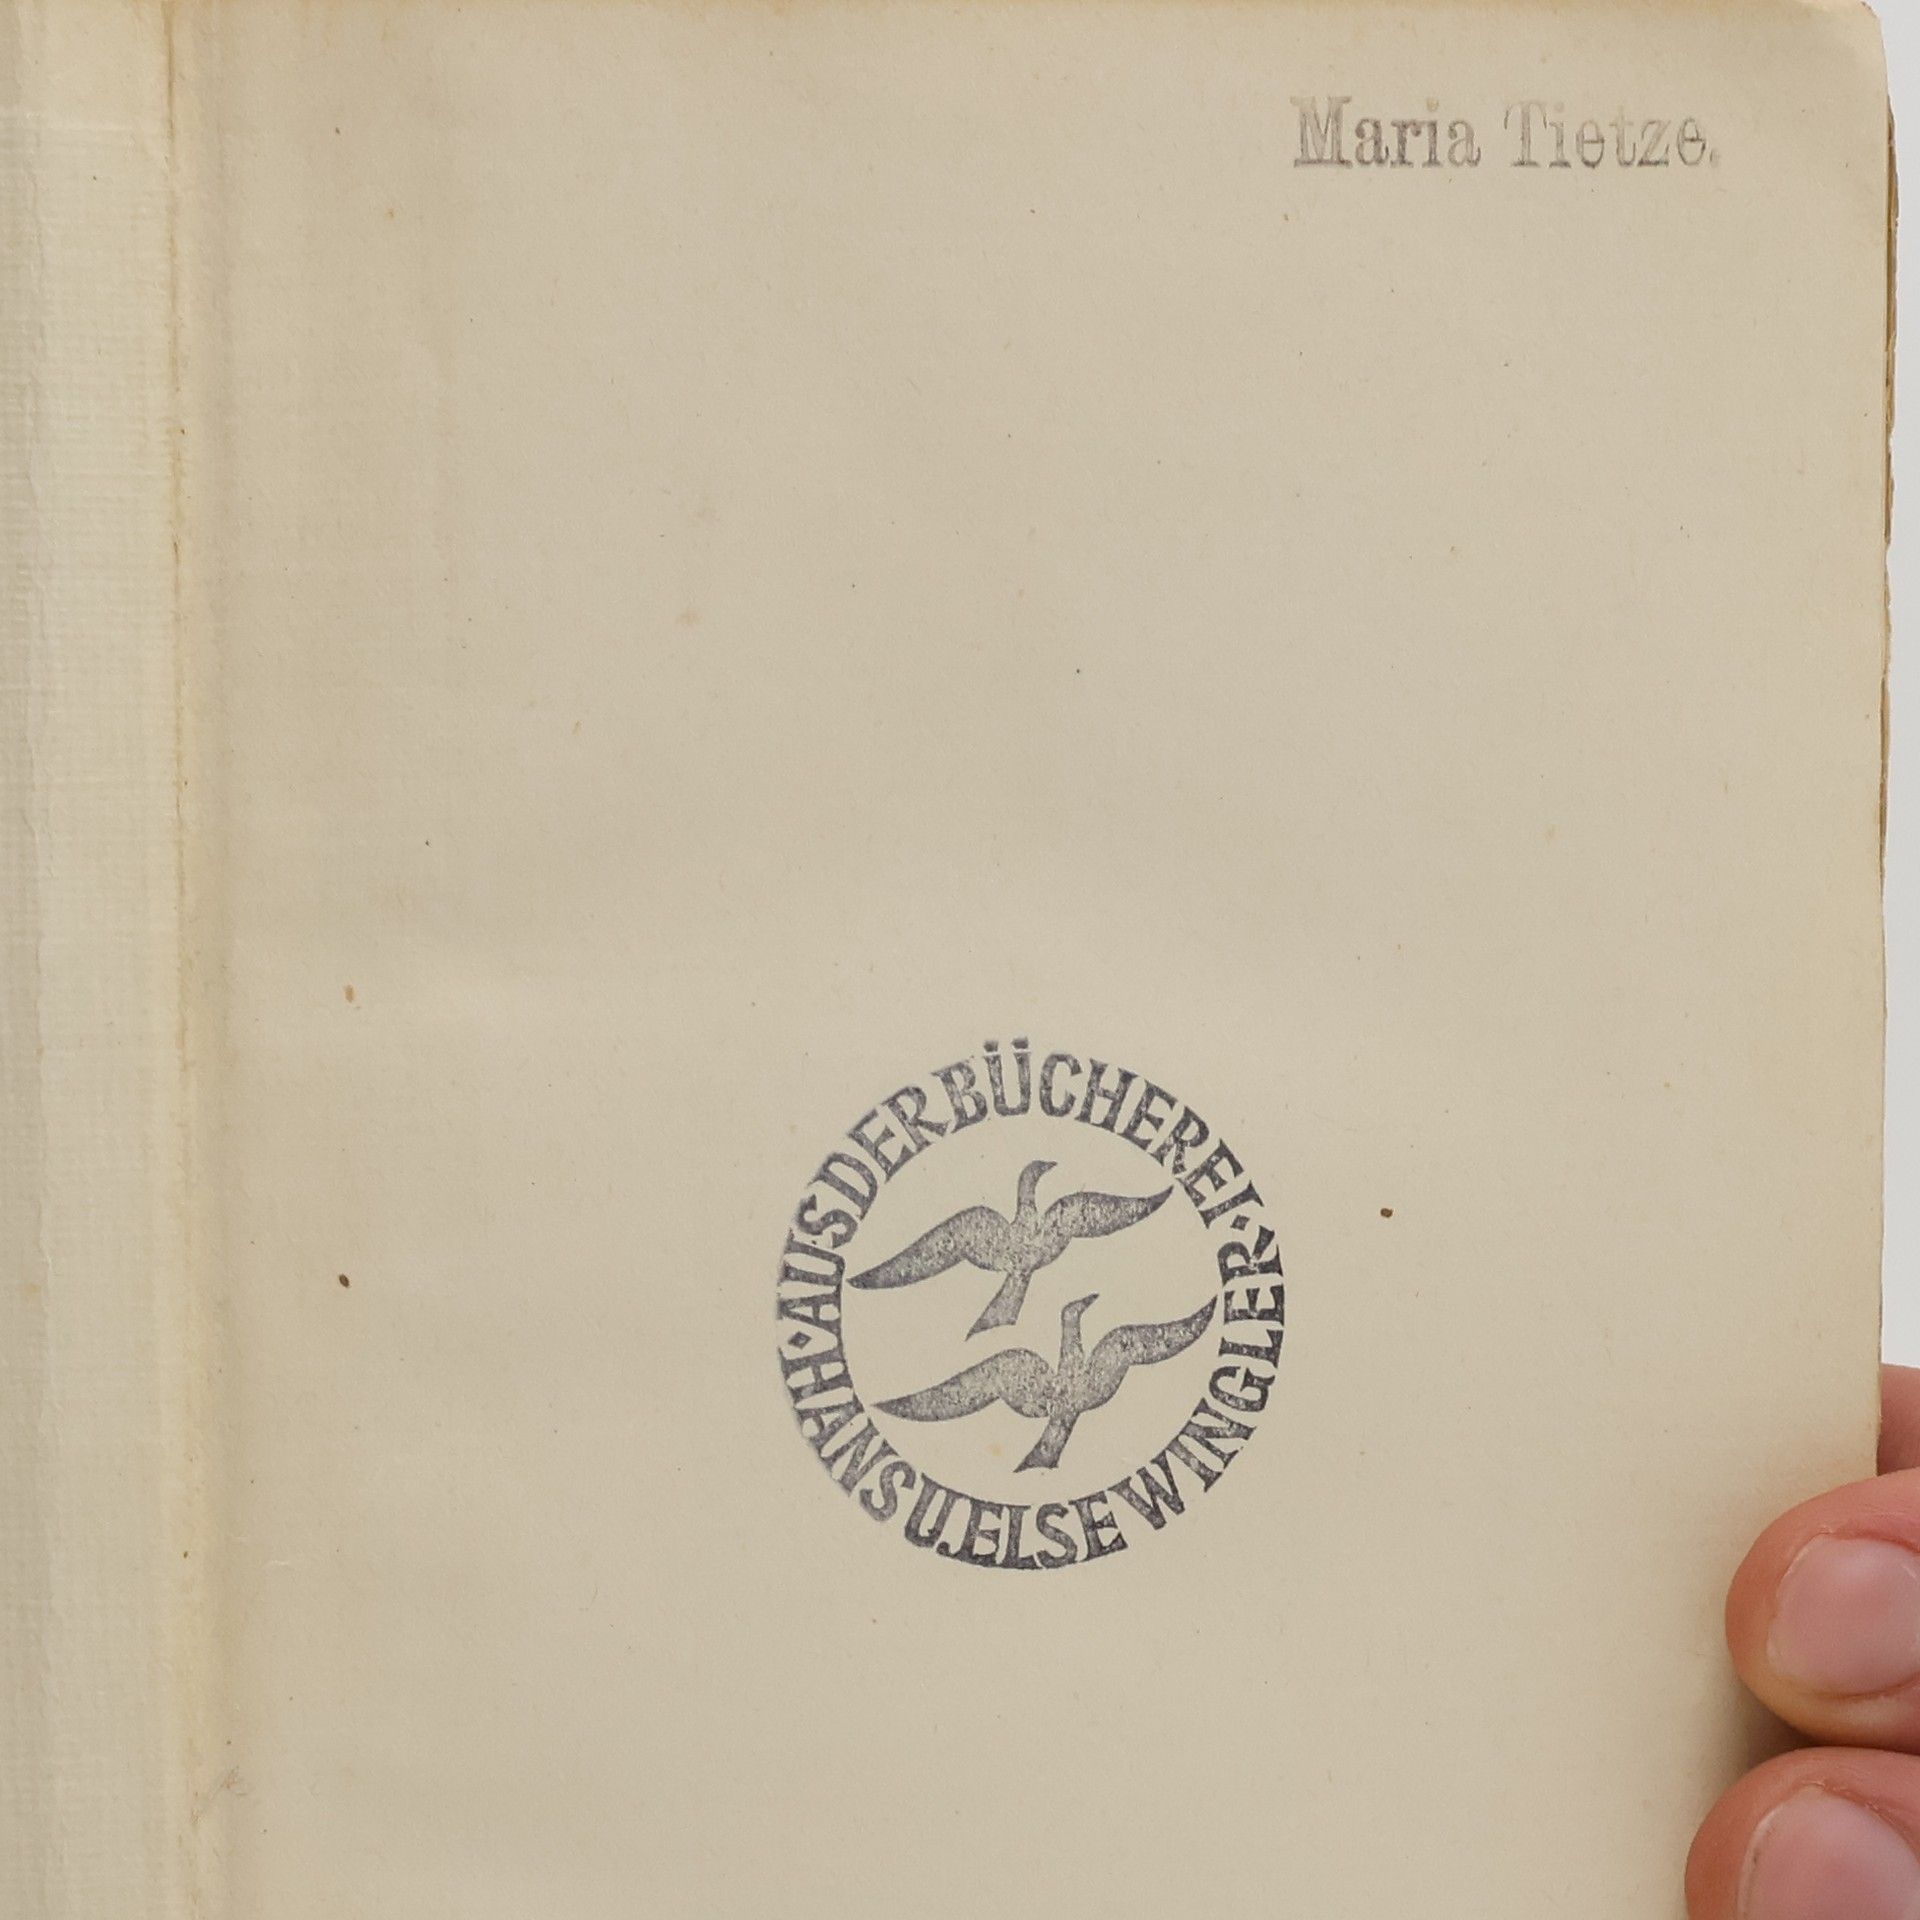 Maria Tietze.
· AUS DER BÜCHEREI ·
HANS U. ELSE WINGLER